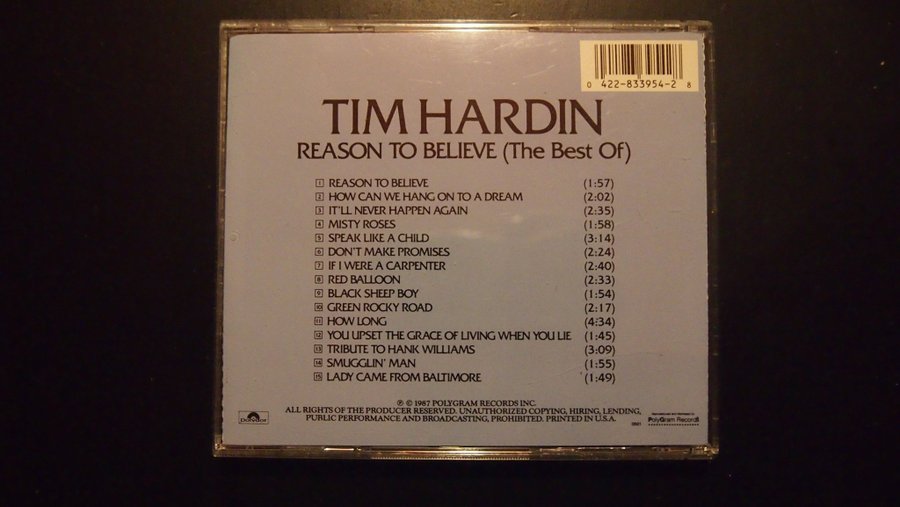 0 422-833954-2 8
TIM HARDIN
REASON TO BELIEVE (The Best Of)
1 REASON TO BELIEVE (1:57)
2 HOW CAN WE HANG ON TO A DREAM (2:02)
3 IT'LL NEVER HAPPEN AGAIN (2:35)
4 MISTY ROSES (1:58)
5 SPEAK LIKE A CHILD (3:14)
6 DON'T MAKE PROMISES (2:24)
7 IF I WERE A CARPENTER (2:40)
8 RED BALLOON (2:33)
9 BLACK SHEEP BOY (1:54)
10 GREEN ROCKY ROAD (2:17)
11 HOW LONG (4:34)
12 YOU UPSET THE GRACE OF LIVING WHEN YOU LIE (1:45)
13 TRIBUTE TO HANK WILLIAMS (3:09)
14 SMUGGLIN' MAN (1:55)
15 LADY CAME FROM BALTIMORE (1:49)
℗ © 1987 POLYGRAM RECORDS INC.
ALL RIGHTS OF THE PRODUCER RESERVED. UNAUTHORIZED COPYING, HIRING, LENDING,
PUBLIC PERFORMANCE AND BROADCASTING, PROHIBITED. PRINTED IN U.S.A.
Polydor
PolyGram Records